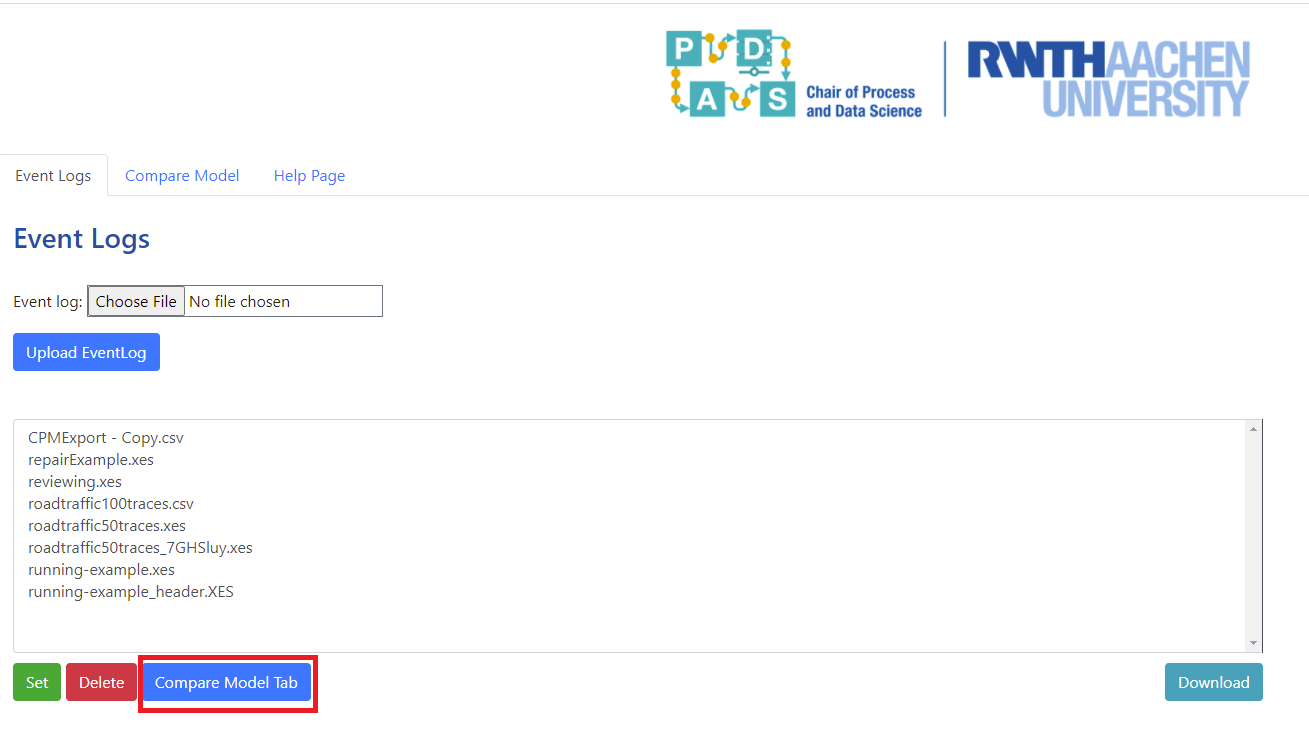 P D
A S
Chair of Process
and Data Science
RWTHAACHEN
UNIVERSITY
Event Logs Compare Model Help Page
Event Logs
Event log: Choose File No file chosen
Upload EventLog
CPMExport - Copy.csv
repairExample.xes
reviewing.xes
roadtraffic100traces.csv
roadtraffic50traces.xes
roadtraffic50traces_7GHSluy.xes
running-example.xes
running-example_header.XES
Set Delete Compare Model Tab Download